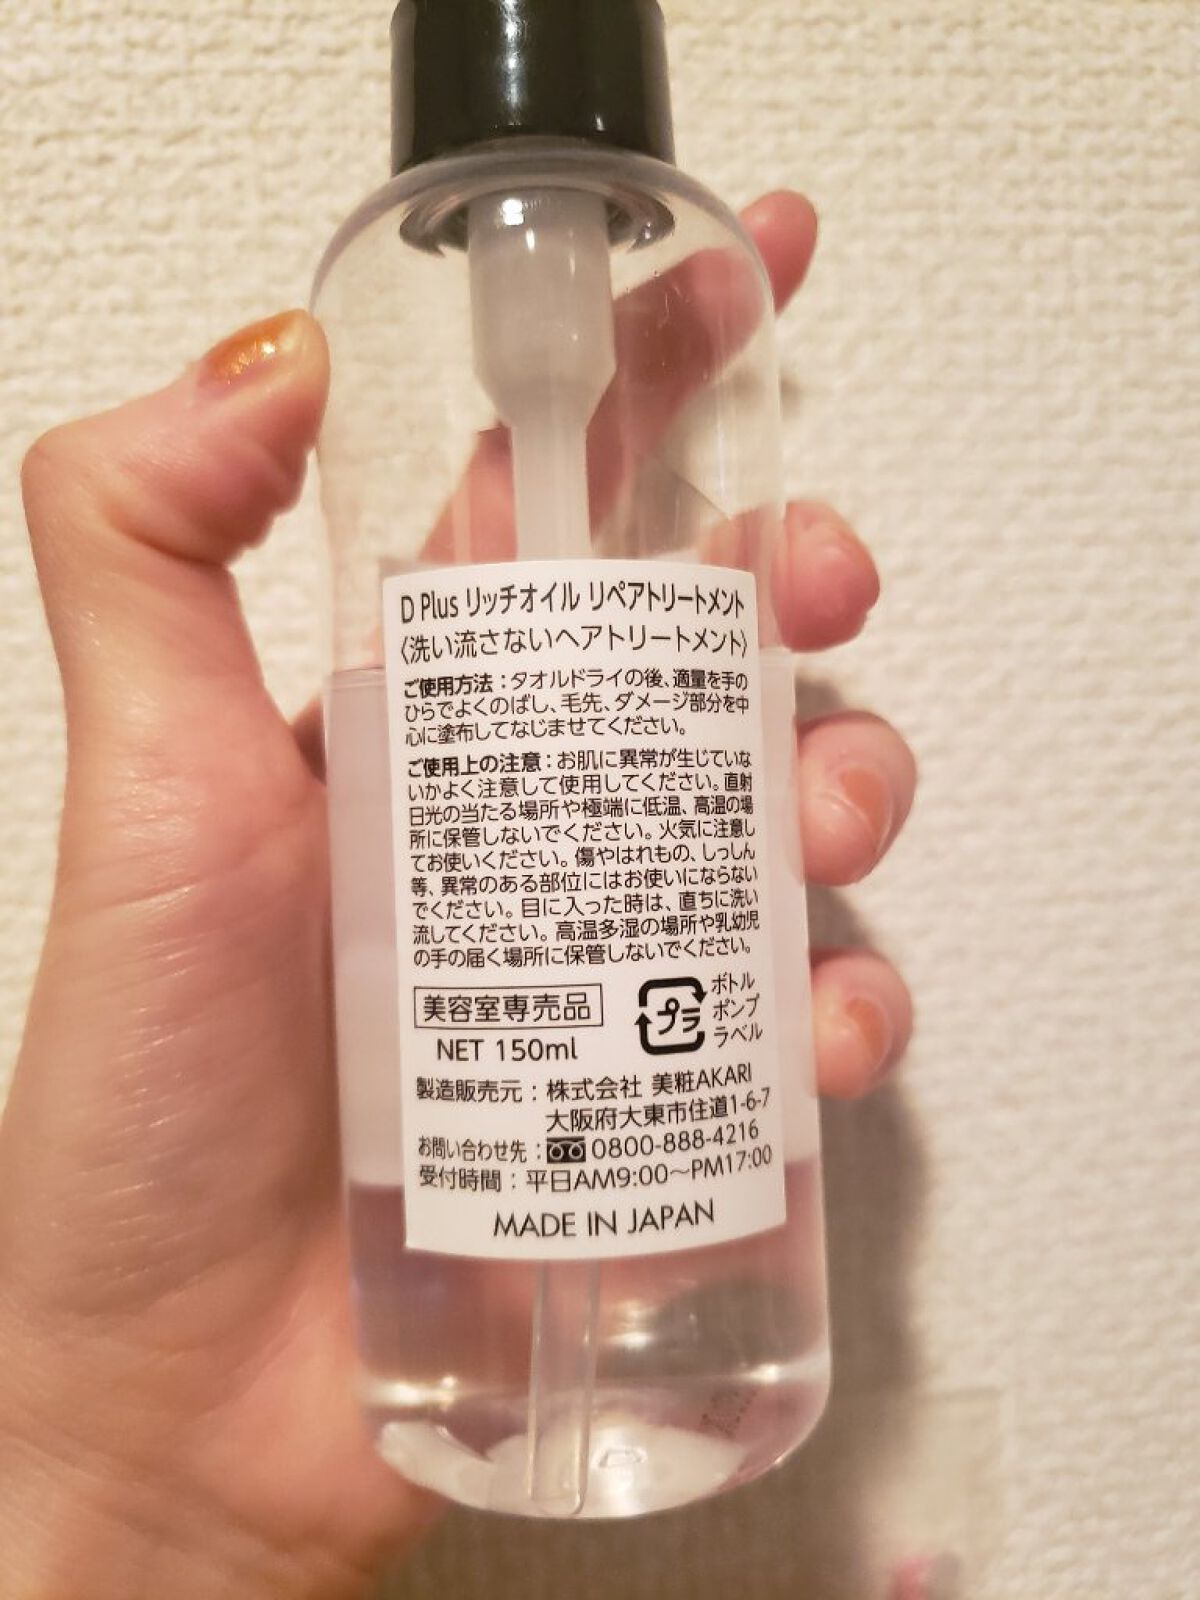 D Plus リッチオイル リペアトリートメント
〈洗い流さないヘアトリートメント〉
ご使用方法：タオルドライの後、適量を手の
ひらでよくのばし、毛先、ダメージ部分を中
心に塗布してなじませてください。
ご使用上の注意：お肌に異常が生じていな
いかよく注意して使用してください。直射
日光の当たる場所や極端に低温、高温の場
所に保管しないでください。火気に注意し
てお使いください。傷やはれもの、しっしん
等、異常のある部位にはお使いにならない
でください。目に入った時は、直ちに洗い
流してください。高温多湿の場所や乳幼児
の手の届く場所に保管しないでください。
美容室専売品
NET 150ml
プラ
ボトル
ポンプ
ラベル
製造販売元：株式会社 美粧AKARI
大阪府大東市住道1-6-7
お問い合わせ先：0800-888-4216
受付時間：平日AM9:00〜PM17:00
MADE IN JAPAN